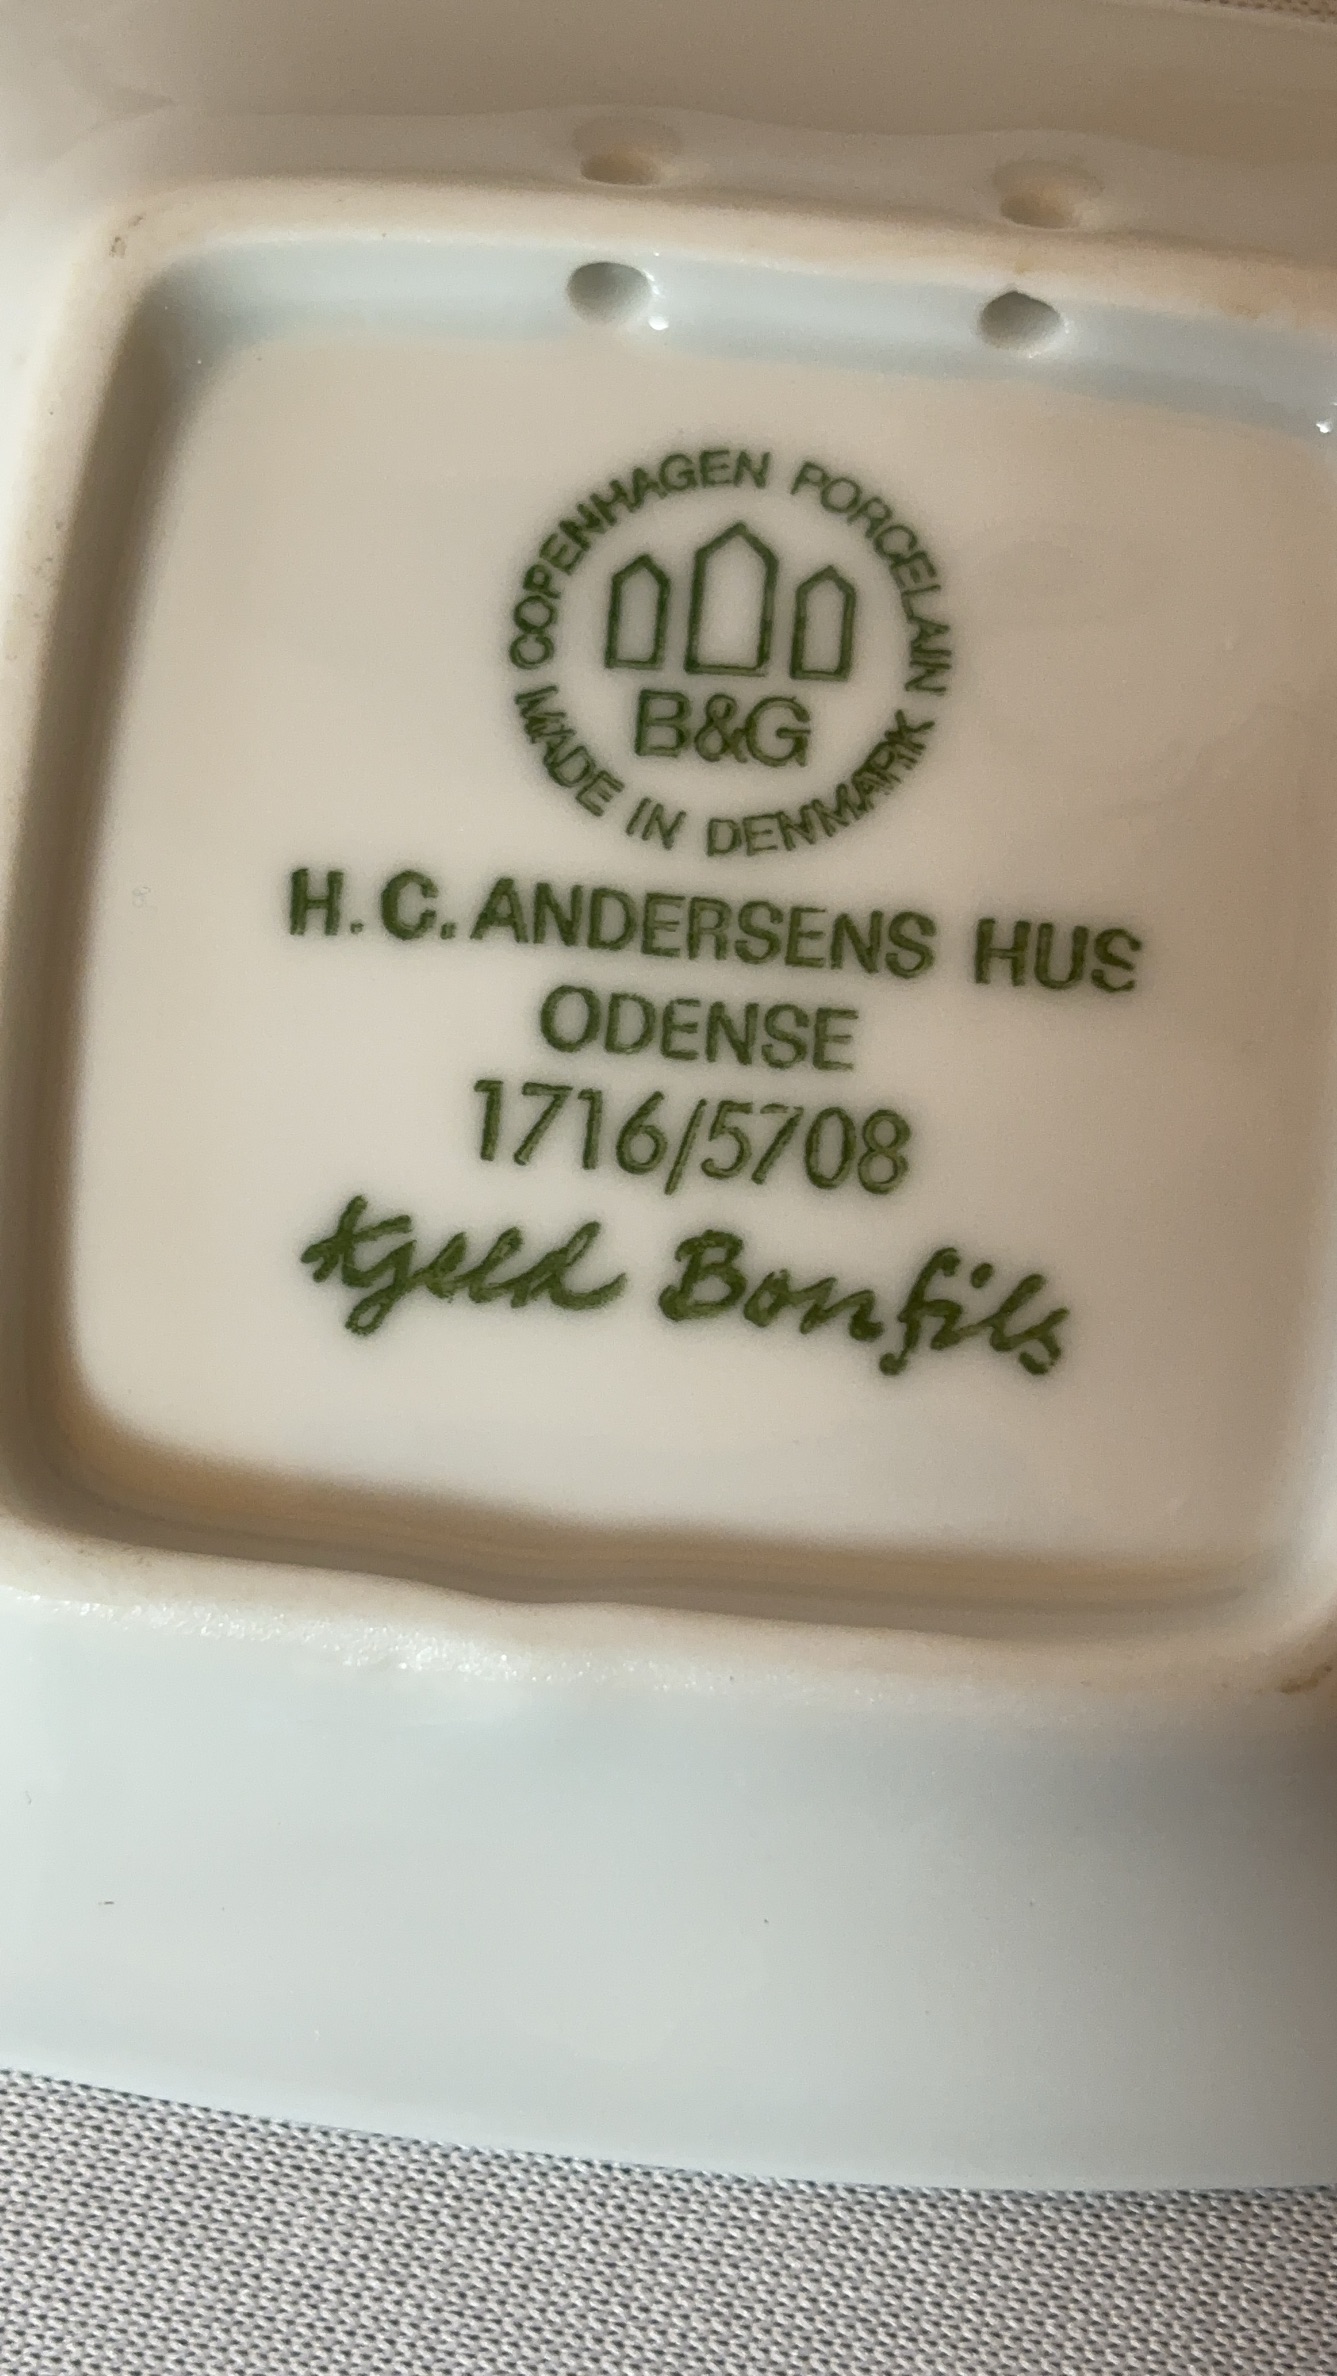 COPENHAGEN PORCELAIN
B&G
MADE IN DENMARK
H. C. ANDERSENS HUS
ODENSE
1716/5708
Kjeld Bonfils